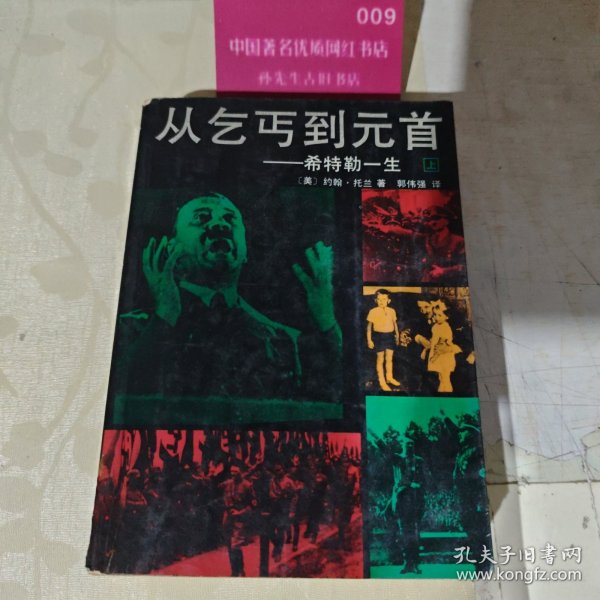 009
中国著名优质网红书店
孙先生古旧书店
从乞丐到元首
——希特勒一生 上
〔美〕约翰·托兰 著 郭伟强 译
孔夫子旧书网
www.kongfz.com